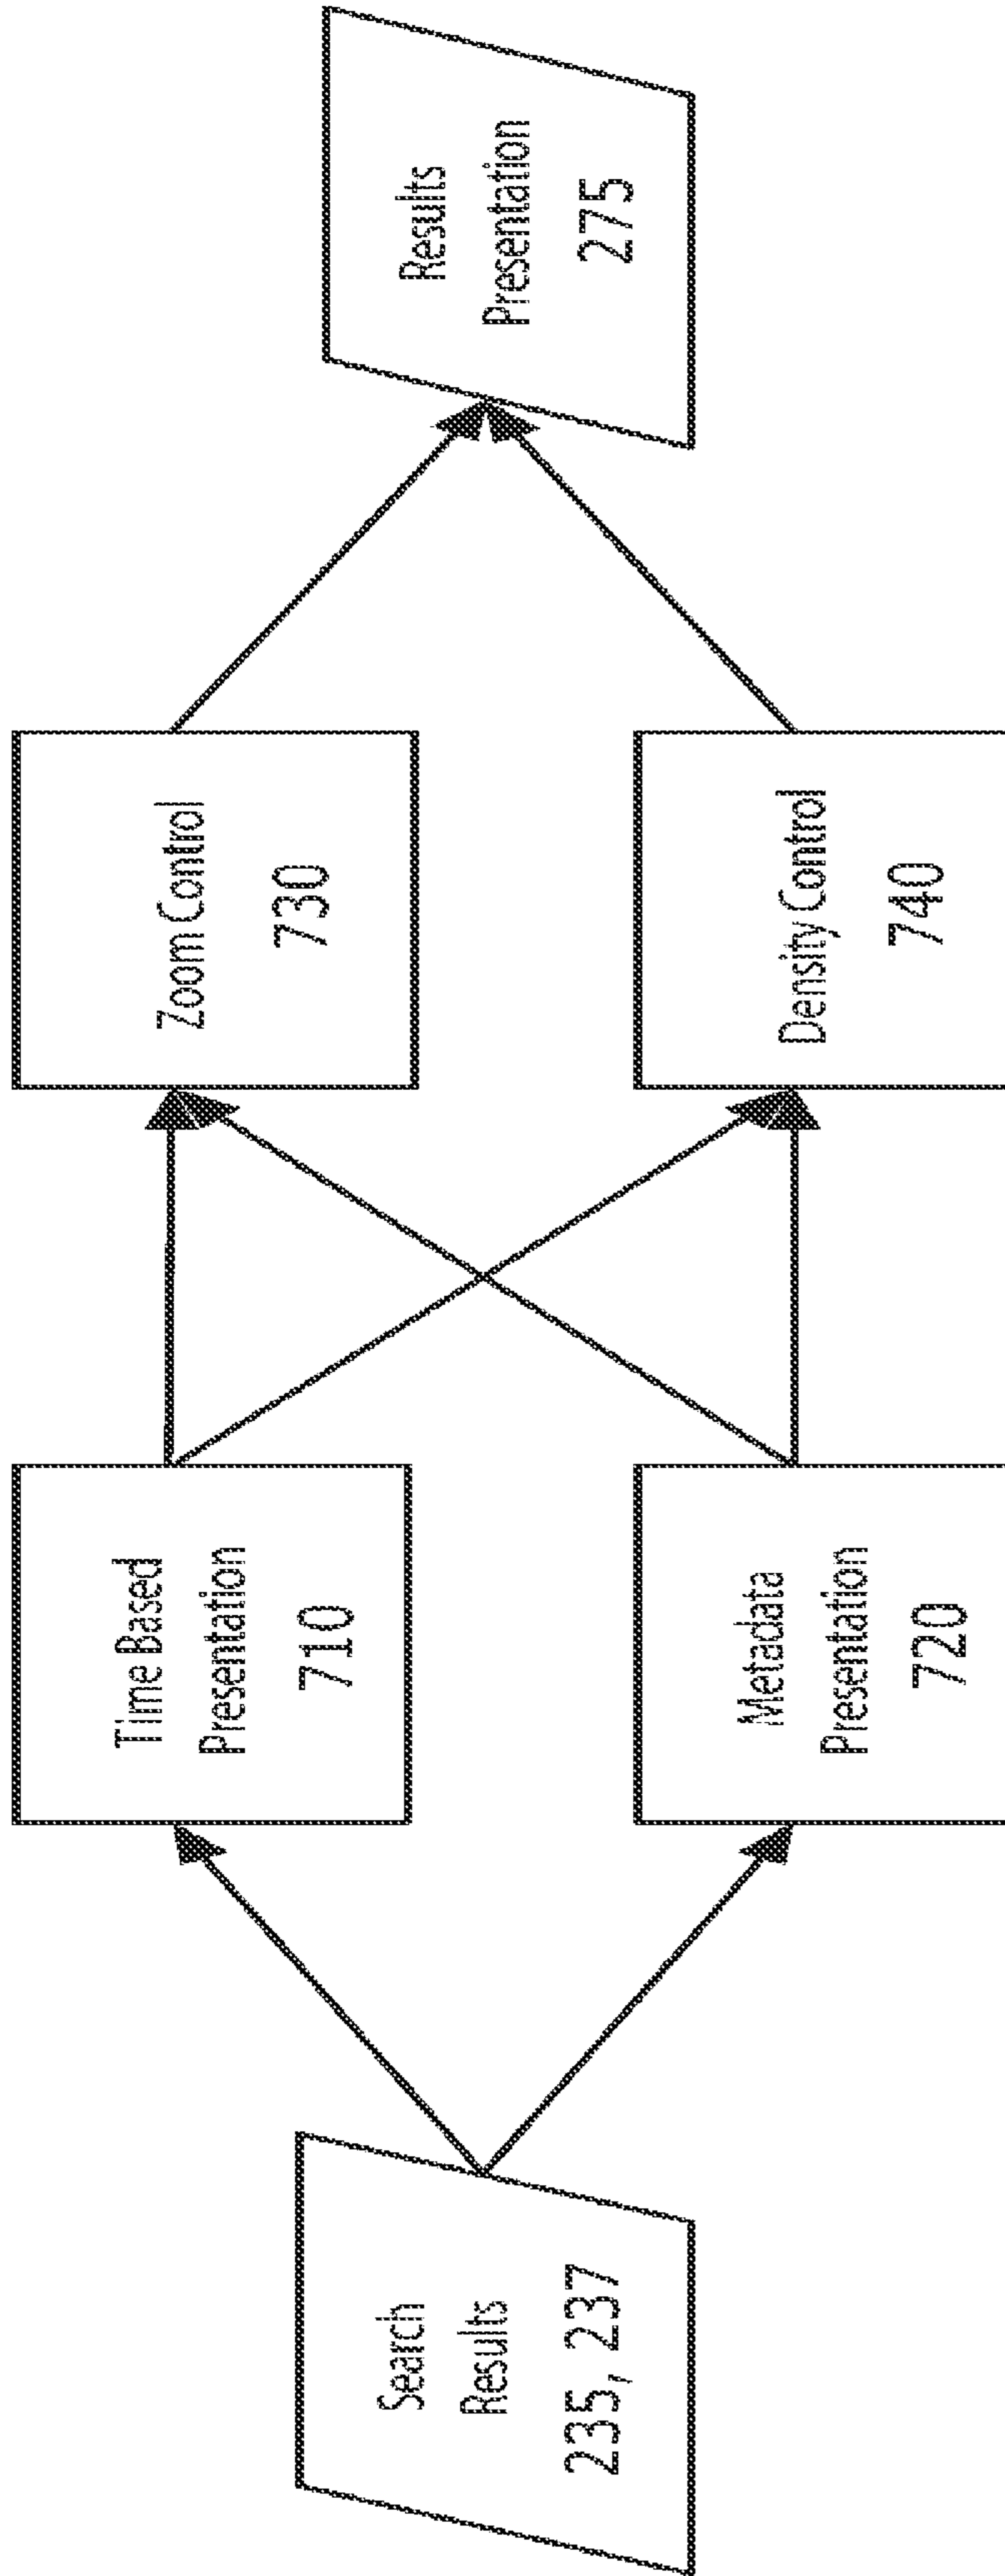 Search
Results
235, 237
Time Based
Presentation
710
Metadata
Presentation
720
Zoom Control
730
Density Control
740
Results
Presentation
275